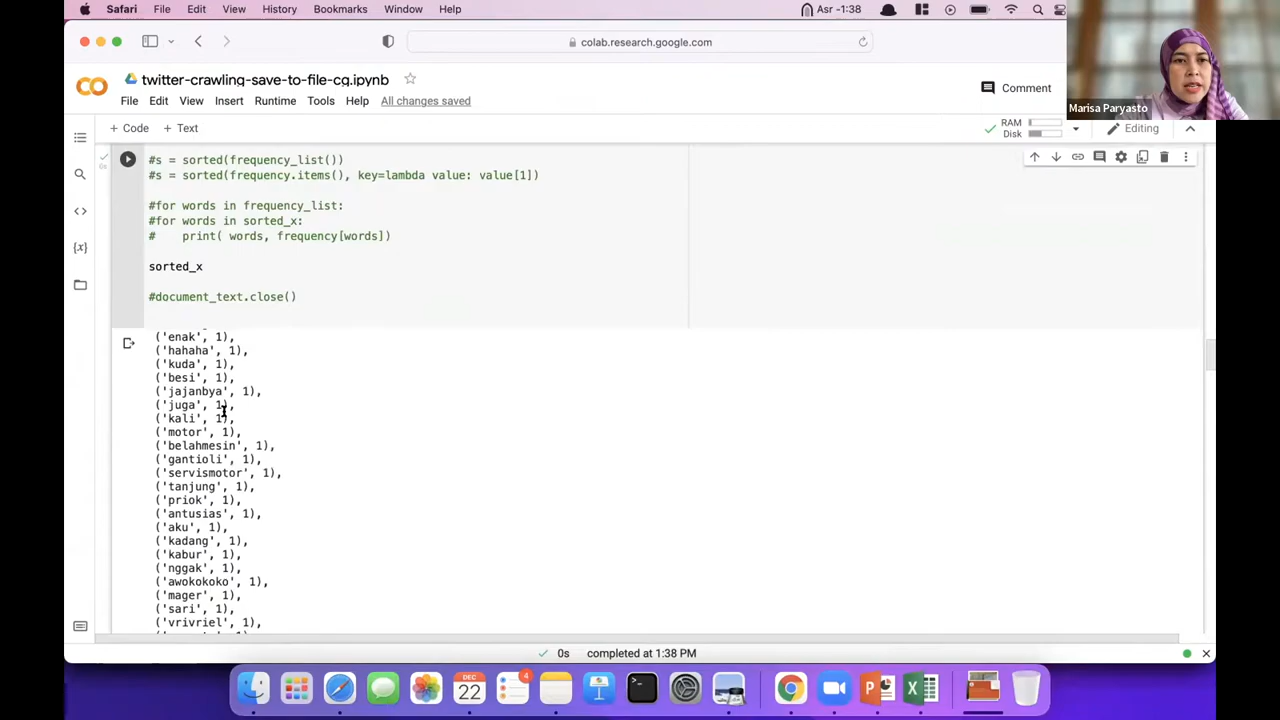 Safari File Edit View History Bookmarks Window Help Asr -1:38
colab.research.google.com
twitter-crawling-save-to-file-cg.ipynb
File Edit View Insert Runtime Tools Help All changes saved
Comment
Marisa Paryasto
+ Code + Text
RAM
Disk
Editing
#s = sorted(frequency_list())
#s = sorted(frequency.items(), key=lambda value: value[1])
#for words in frequency_list:
#for words in sorted_x:
#    print( words, frequency[words])
sorted_x
#document_text.close()
('enak', 1),
('hahaha', 1),
('kuda', 1),
('besi', 1),
('jajanbya', 1),
('juga', 1),
('kali', 1),
('motor', 1),
('belahmesin', 1),
('gantioli', 1),
('servismotor', 1),
('tanjung', 1),
('priok', 1),
('antusias', 1),
('aku', 1),
('kadang', 1),
('kabur', 1),
('nggak', 1),
('awokokoko', 1),
('mager', 1),
('sari', 1),
('vrivriel', 1),
0s completed at 1:38 PM
DEC
22
4